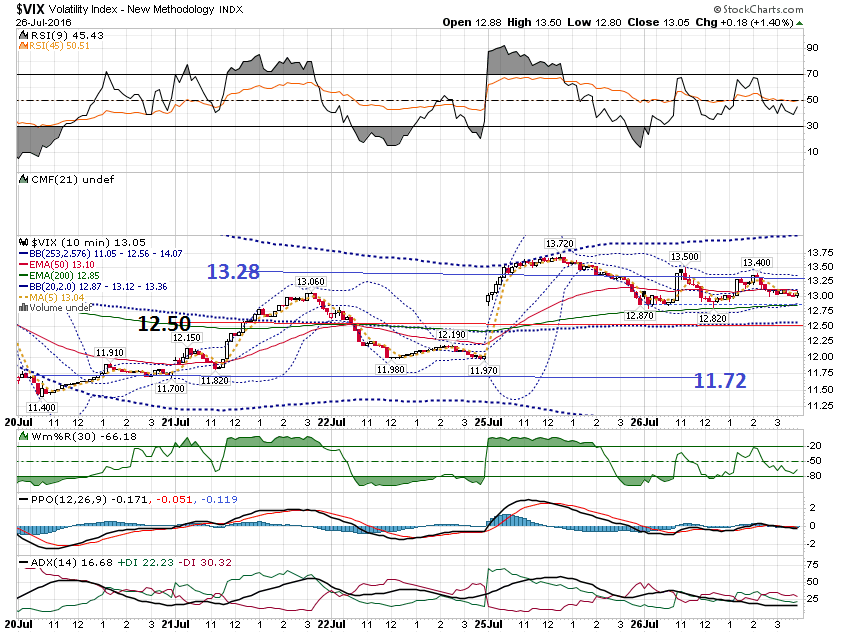 $VIX Volatility Index - New Methodology INDX
© StockCharts.com
26-Jul-2016
Open 12.88 High 13.50 Low 12.80 Close 13.05 Chg +0.18 (+1.40%)
RSI(9) 45.43
RSI(45) 50.51
90
70
50
30
10
CMF(21) undef
$VIX (10 min) 13.05
BB(253,2.576) 11.05 - 12.56 - 14.07
EMA(50) 13.10
EMA(200) 12.85
BB(20,2.0) 12.87 - 13.12 - 13.36
MA(5) 13.04
Volume undef
13.28
12.50
11.72
11.400
11.910
11.700
12.150
11.820
13.060
11.980
12.190
11.970
13.720
12.870
13.500
12.820
13.400
13.75
13.50
13.25
13.00
12.75
12.50
12.25
12.00
11.75
11.50
11.25
20Jul 11 12 1 2 3 21Jul 11 12 1 2 3 22Jul 11 12 1 2 3 25Jul 11 12 1 2 3 26Jul 11 12 1 2 3
Wm%R(30) -66.18
-20
-50
-80
PPO(12,26,9) -0.171, -0.051, -0.119
2
0
-2
ADX(14) 16.68 +DI 22.23 -DI 30.32
75
50
25
20Jul 11 12 1 2 3 21Jul 11 12 1 2 3 22Jul 11 12 1 2 3 25Jul 11 12 1 2 3 26Jul 11 12 1 2 3